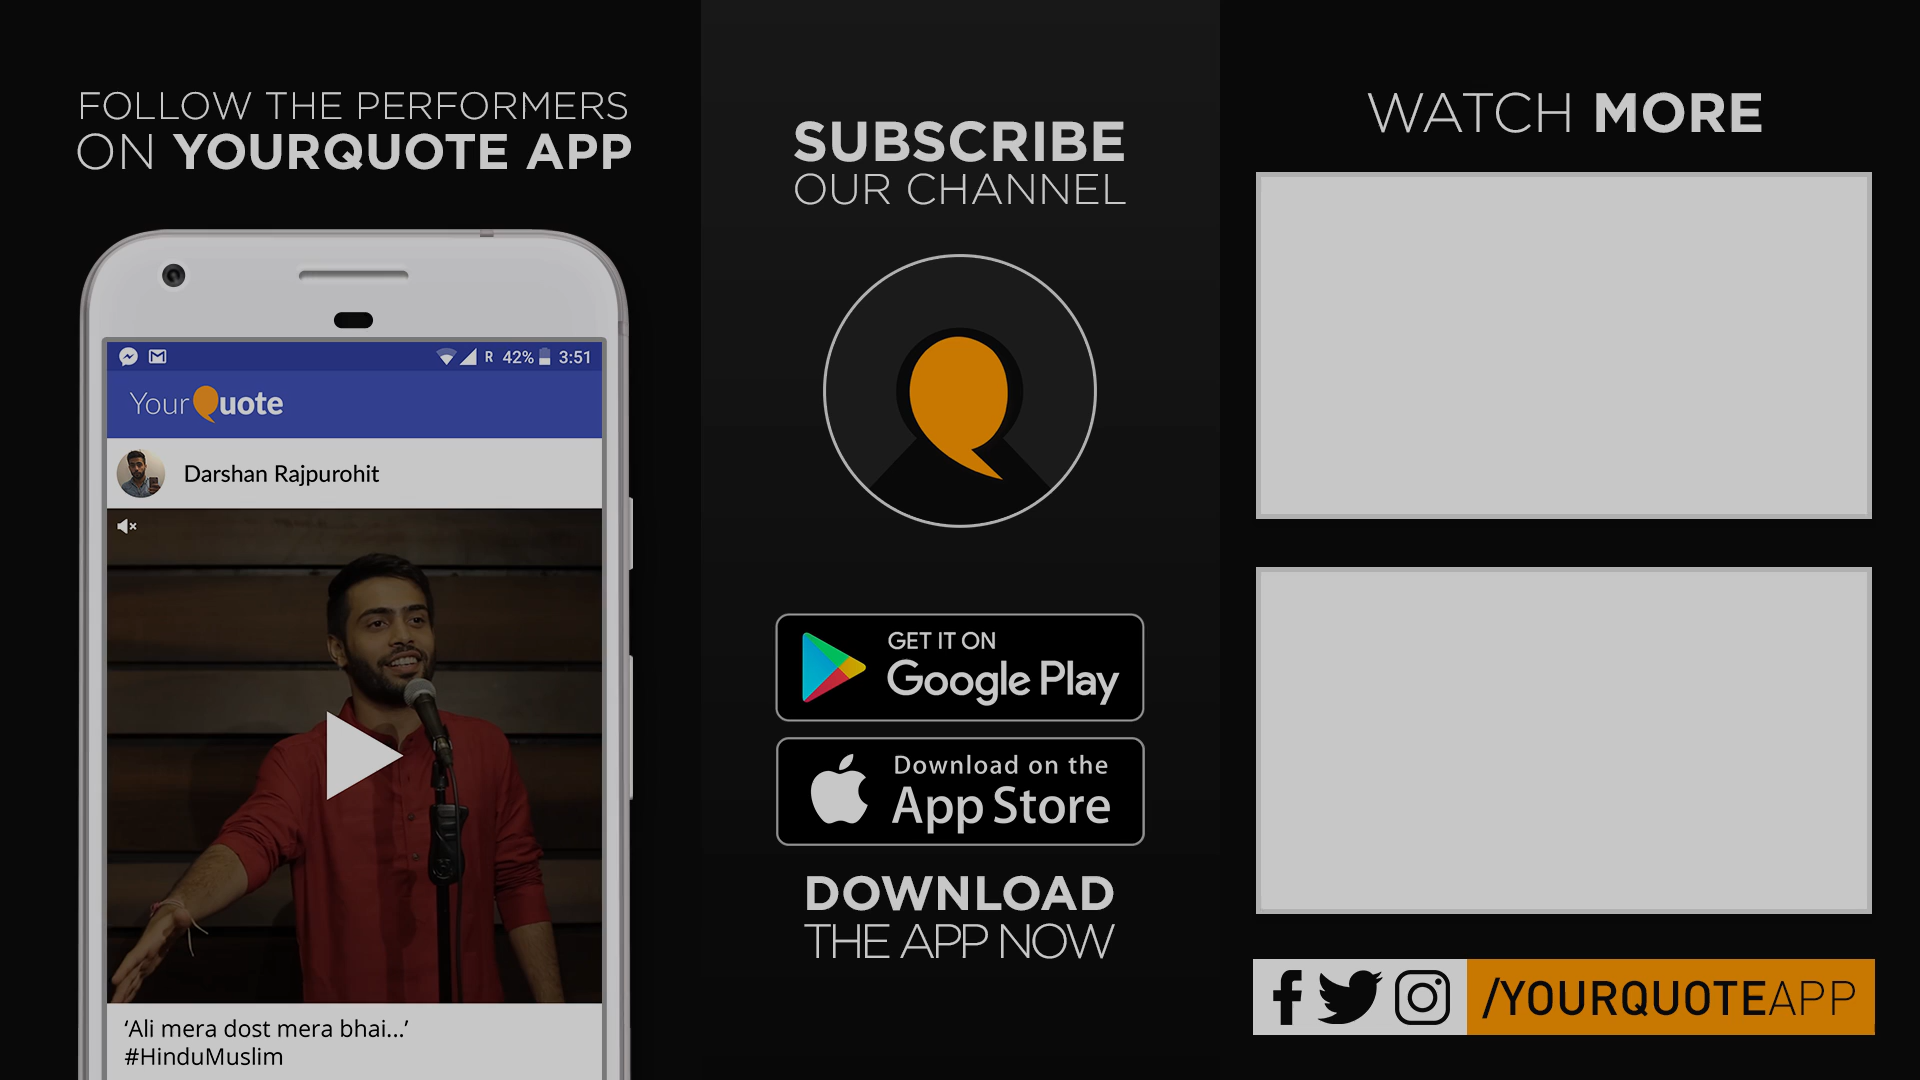 FOLLOW THE PERFORMERS
ON YOURQUOTE APP
R 42% 3:51
YourQuote
Darshan Rajpurohit
‘Ali mera dost mera bhai...’
#HinduMuslim
SUBSCRIBE
OUR CHANNEL
GET IT ON
Google Play
Download on the
App Store
DOWNLOAD
THE APP NOW
WATCH MORE
/YOURQUOTEAPP